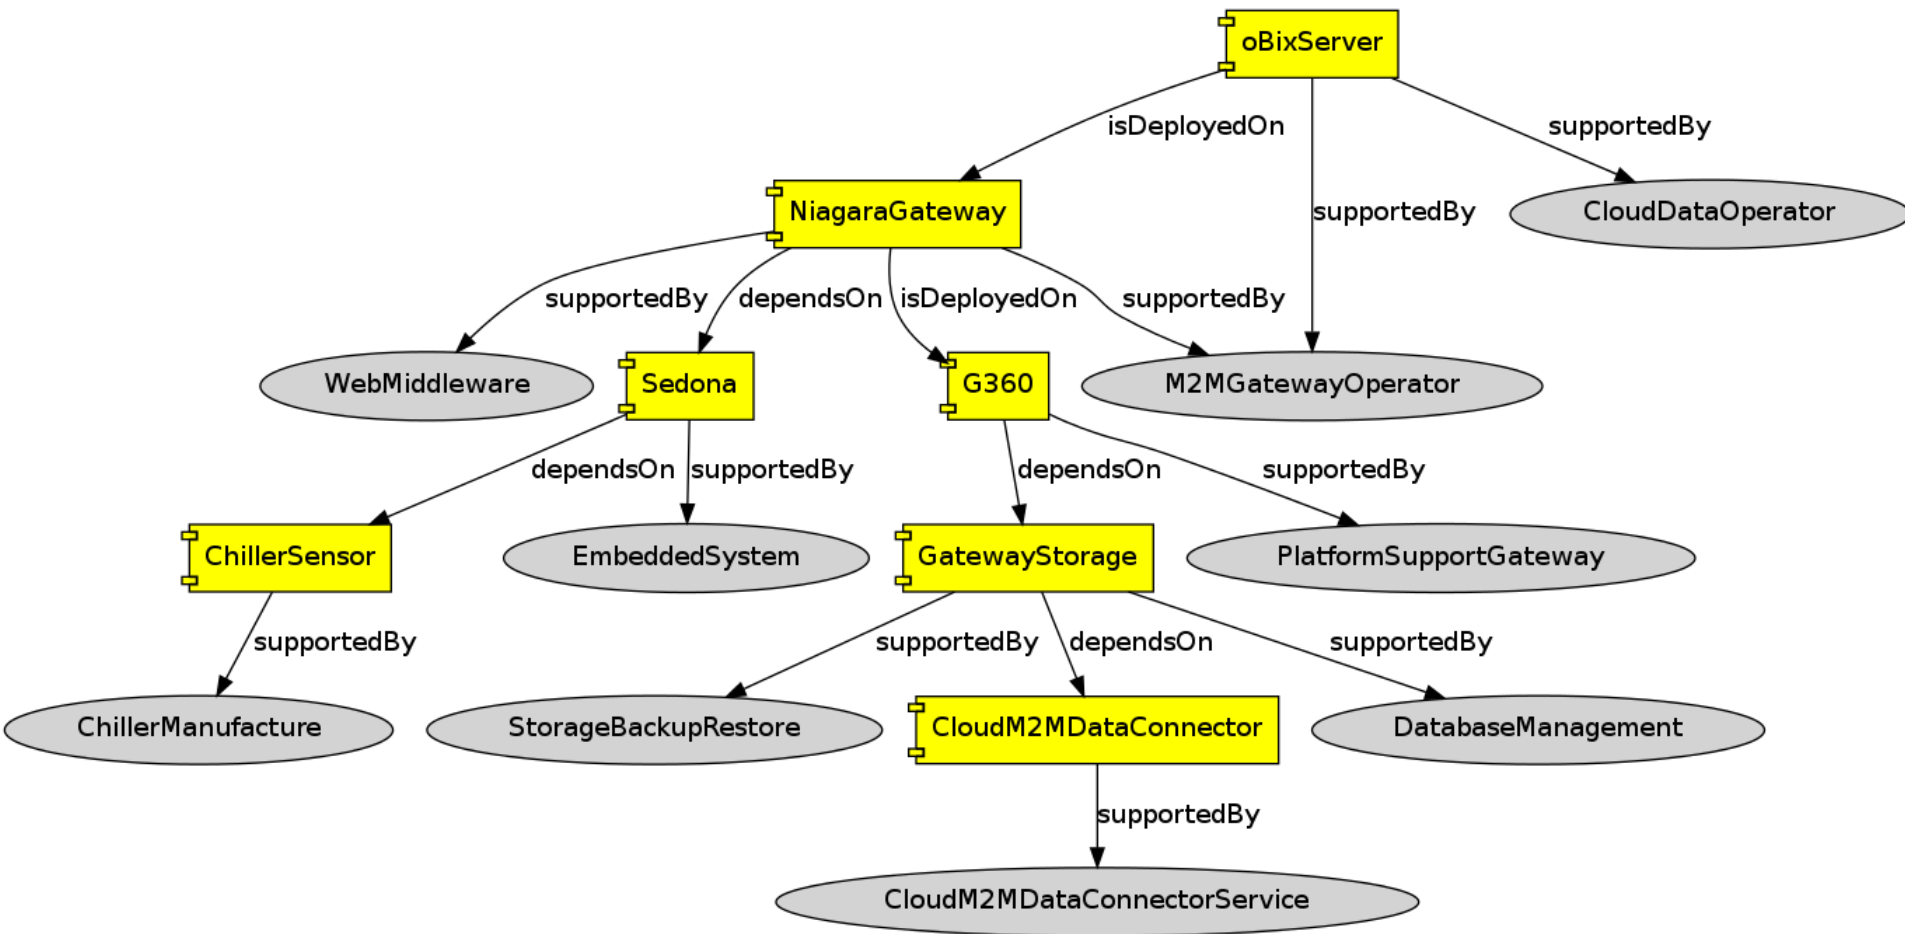 oBixServer
isDeployedOn
supportedBy
NiagaraGateway
supportedBy
CloudDataOperator
supportedBy
dependsOn
isDeployedOn
supportedBy
WebMiddleware
Sedona
G360
M2MGatewayOperator
dependsOn
supportedBy
dependsOn
supportedBy
ChillerSensor
EmbeddedSystem
GatewayStorage
PlatformSupportGateway
supportedBy
supportedBy
dependsOn
supportedBy
ChillerManufacture
StorageBackupRestore
CloudM2MDataConnector
DatabaseManagement
supportedBy
CloudM2MDataConnectorService